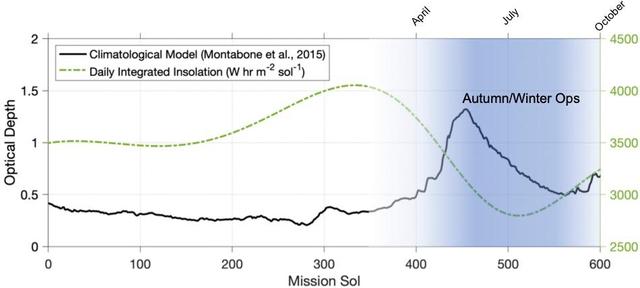 April
July
October
2
1.5
1
0.5
0
Optical Depth
Climatological Model (Montabone et al., 2015)
Daily Integrated Insolation (W hr m⁻² sol⁻¹)
Autumn/Winter Ops
4500
4000
3500
3000
2500
0 100 200 300 400 500 600
Mission Sol